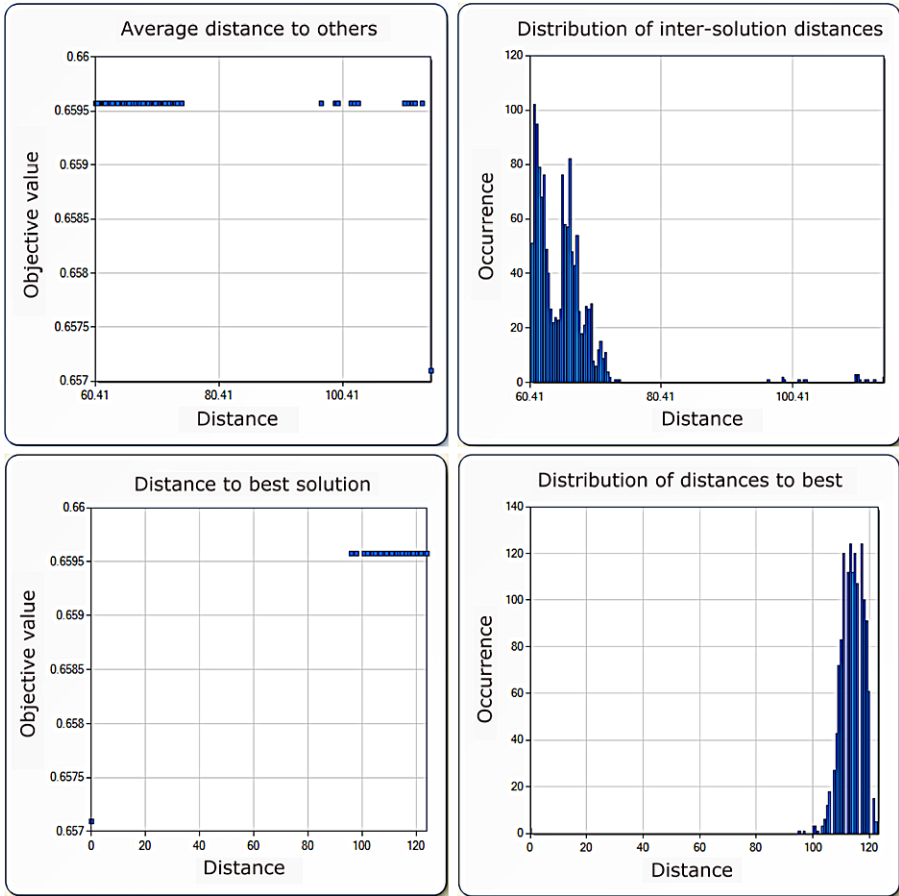 Average distance to others
0.66
0.6595
0.659
0.6585
0.658
0.6575
0.657
Objective value
60.41 80.41 100.41
Distance
Distribution of inter-solution distances
120
100
80
60
40
20
0
Occurrence
60.41 80.41 100.41
Distance
Distance to best solution
0.66
0.6595
0.659
0.6585
0.658
0.6575
0.657
Objective value
0 20 40 60 80 100 120
Distance
Distribution of distances to best
140
120
100
80
60
40
20
0
Occurrence
0 20 40 60 80 100 120
Distance